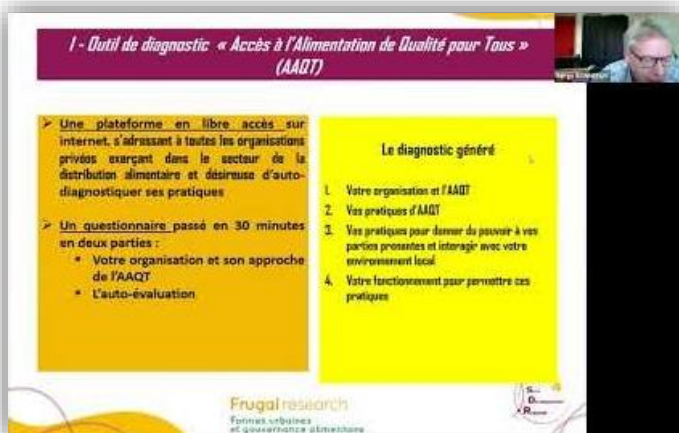 I - Outil de diagnostic « Accès à l'Alimentation de Qualité pour Tous »
(AAQT)
➢ Une plateforme en libre accès sur
internet, s'adressant à toutes les organisations
privées exerçant dans le secteur de la
distribution alimentaire et désireuse d'auto-
diagnostiquer ses pratiques
➢ Un questionnaire passé en 30 minutes
en deux parties :
▪ Votre organisation et son approche
de l'AAQT
▪ L'auto-évaluation
Le diagnostic généré
1. Votre organisation et l'AAQT
2. Vos pratiques d'AAQT
3. Vos pratiques pour donner du pouvoir à vos
parties prenantes et interagir avec votre
environnement local
4. Votre fonctionnement pour permettre ces
pratiques
Frugal research
Formes urbaines
et gouvernance alimentaire